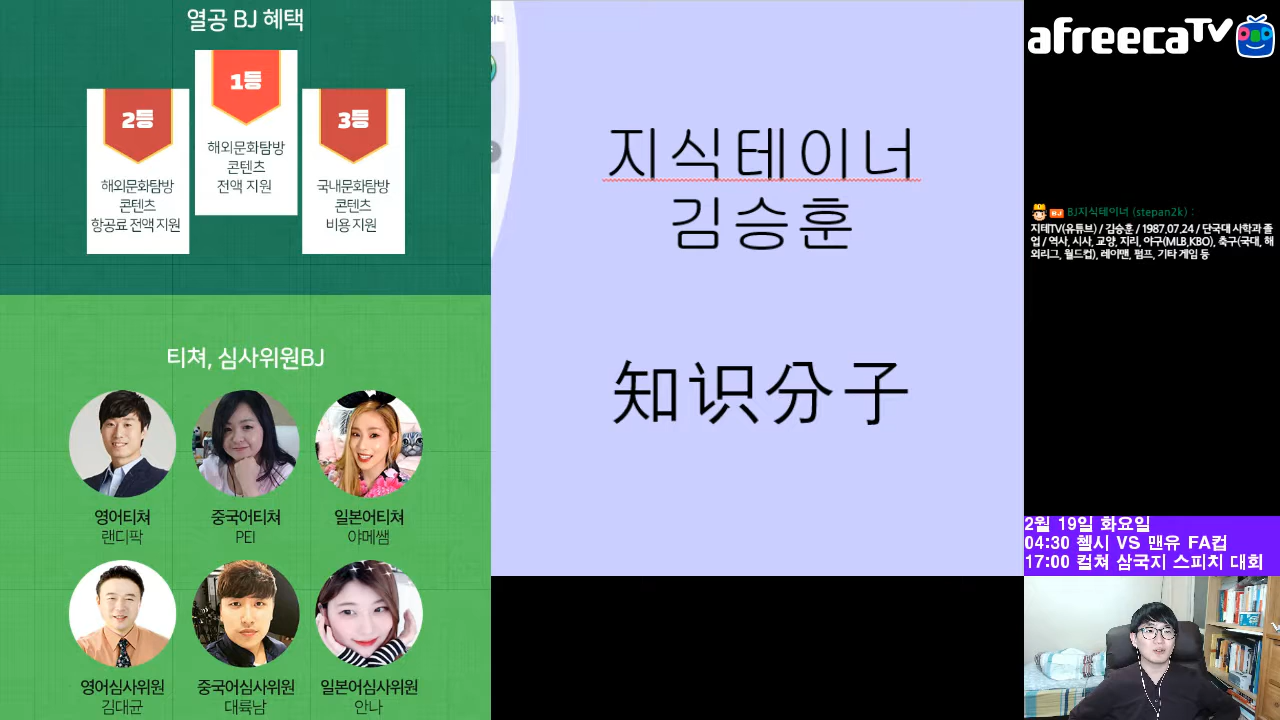 열공 BJ 혜택
1등
해외문화탐방
콘텐츠
전액 지원
2등
해외문화탐방
콘텐츠
항공료 전액 지원
3등
국내문화탐방
콘텐츠
비용 지원
티쳐, 심사위원BJ
영어티쳐
랜디팍
중국어티쳐
PEI
일본어티쳐
야메쌤
영어심사위원
김대균
중국어심사위원
대륙남
일본어심사위원
안나
지식테이너
김승훈
知识分子
afreecaTV
BJ BJ지식테이너 (stepan2k) :
지테TV(유튜브) / 김승훈 / 1987.07.24 / 단국대 사학과 졸
업 / 역사, 시사, 교양, 지리, 야구(MLB,KBO), 축구(국대, 해
외리그, 월드컵), 레이맨, 펌프, 기타 게임 등
2월 19일 화요일
04:30 첼시 VS 맨유 FA컵
17:00 컬쳐 삼국지 스피치 대회